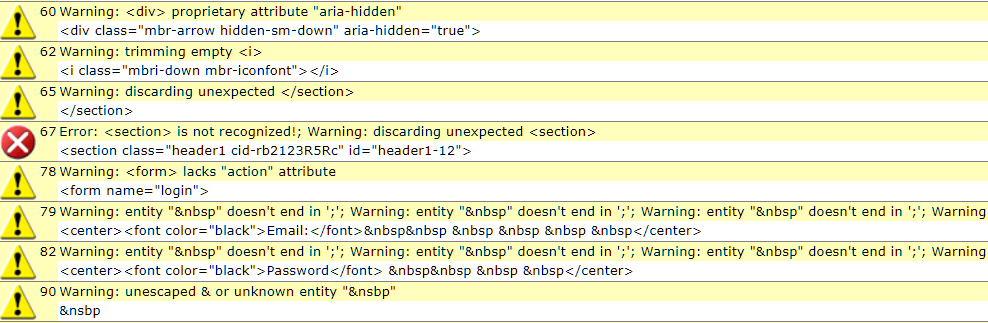 60 Warning: <div> proprietary attribute "aria-hidden"
<div class="mbr-arrow hidden-sm-down" aria-hidden="true">
62 Warning: trimming empty <i>
<i class="mbri-down mbr-iconfont"></i>
65 Warning: discarding unexpected </section>
</section>
67 Error: <section> is not recognized!; Warning: discarding unexpected <section>
<section class="header1 cid-rb2123R5Rc" id="header1-12">
78 Warning: <form> lacks "action" attribute
<form name="login">
79 Warning: entity "&nbsp" doesn't end in ';'; Warning: entity "&nbsp" doesn't end in ';'; Warning: entity "&nbsp" doesn't end in ';'; Warning
<center><font color="black">Email:</font>&nbsp&nbsp &nbsp &nbsp &nbsp &nbsp</center>
82 Warning: entity "&nbsp" doesn't end in ';'; Warning: entity "&nbsp" doesn't end in ';'; Warning: entity "&nbsp" doesn't end in ';'; Warning
<center><font color="black">Password</font> &nbsp&nbsp &nbsp &nbsp</center>
90 Warning: unescaped & or unknown entity "&nsbp"
&nsbp